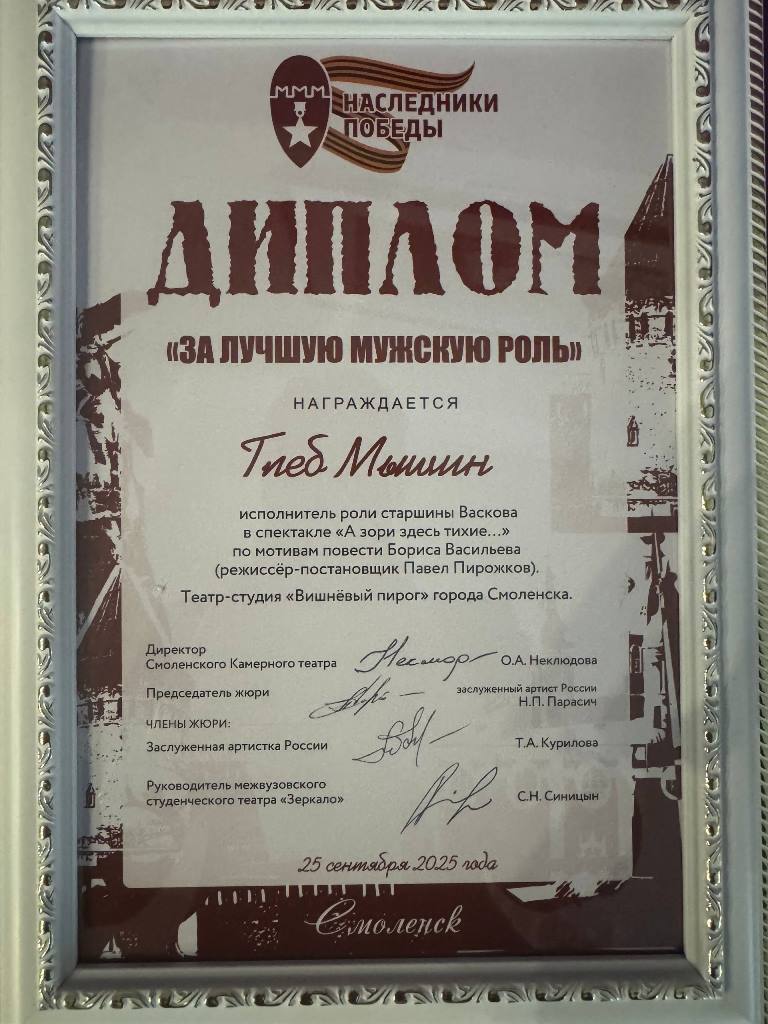 НАСЛЕДНИКИ
ПОБЕДЫ
ДИПЛОМ
«ЗА ЛУЧШУЮ МУЖСКУЮ РОЛЬ»
НАГРАЖДАЕТСЯ
Глеб Мышин
исполнитель роли старшины Васкова
в спектакле «А зори здесь тихие...»
по мотивам повести Бориса Васильева
(режиссёр-постановщик Павел Пирожков).
Театр-студия «Вишнёвый пирог» города Смоленска.
Директор
Смоленского Камерного театра О.А. Неклюдова
Председатель жюри заслуженный артист России
Н.П. Парасич
ЧЛЕНЫ ЖЮРИ:
Заслуженная артистка России Т.А. Курилова
Руководитель межвузовского
студенческого театра «Зеркало» С.Н. Синицын
25 сентября 2025 года
Смоленск